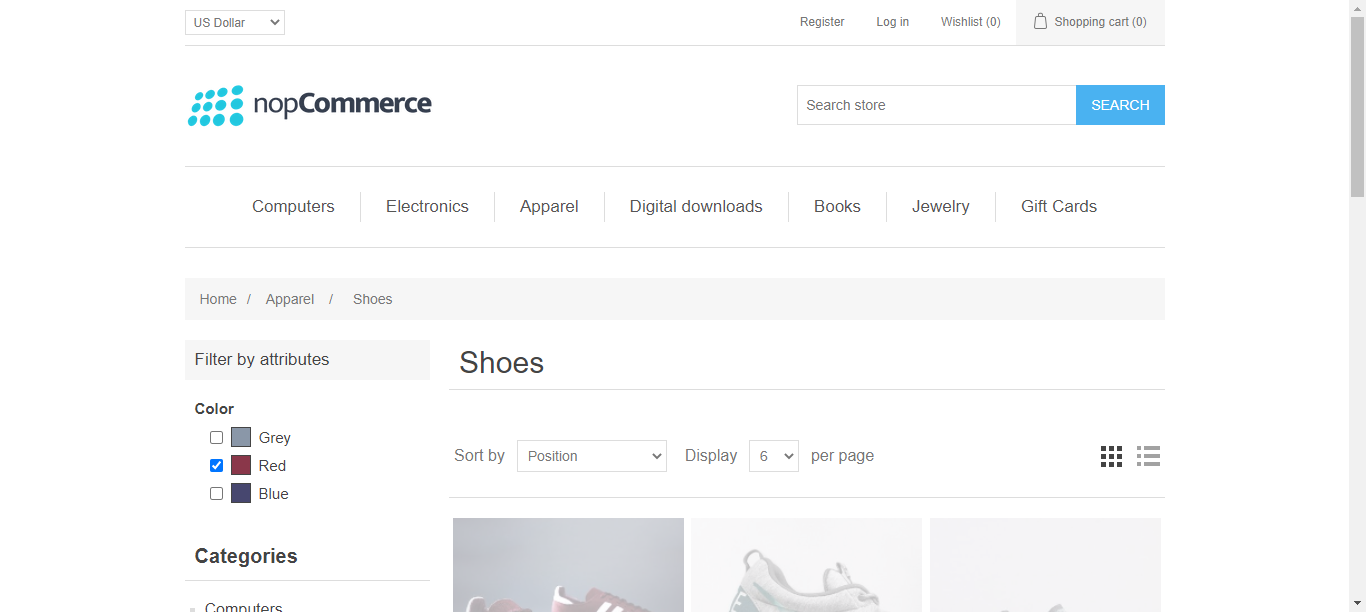 US Dollar
Register
Log in
Wishlist (0)
Shopping cart (0)
nopCommerce
Search store
SEARCH
Computers
Electronics
Apparel
Digital downloads
Books
Jewelry
Gift Cards
Home / Apparel / Shoes
Filter by attributes
Color
Grey
Red
Blue
Categories
Computers
Shoes
Sort by
Position
Display
6
per page